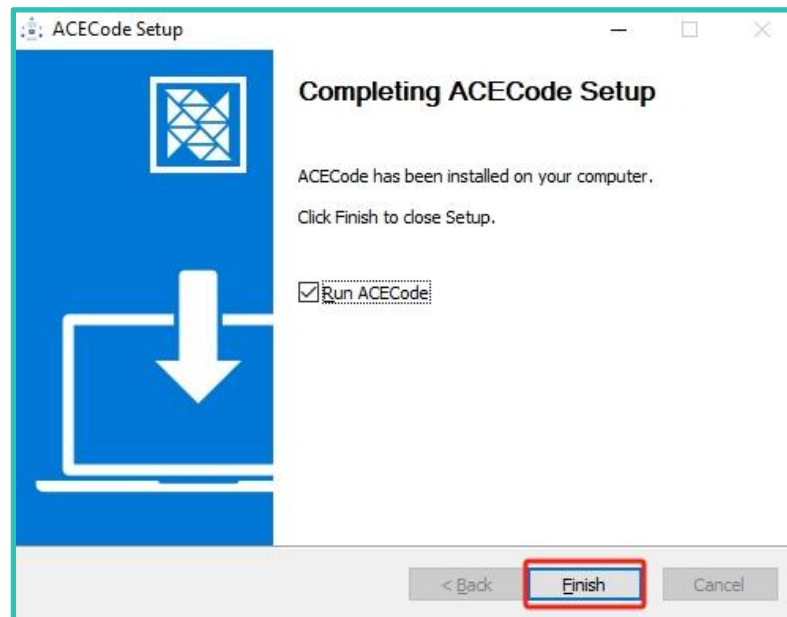 ACECode Setup
Completing ACECode Setup
ACECode has been installed on your computer.
Click Finish to close Setup.
Run ACECode
< Back Finish Cancel